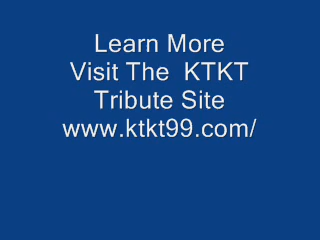 Learn More
Visit The  KTKT
Tribute Site
www.ktkt99.com/